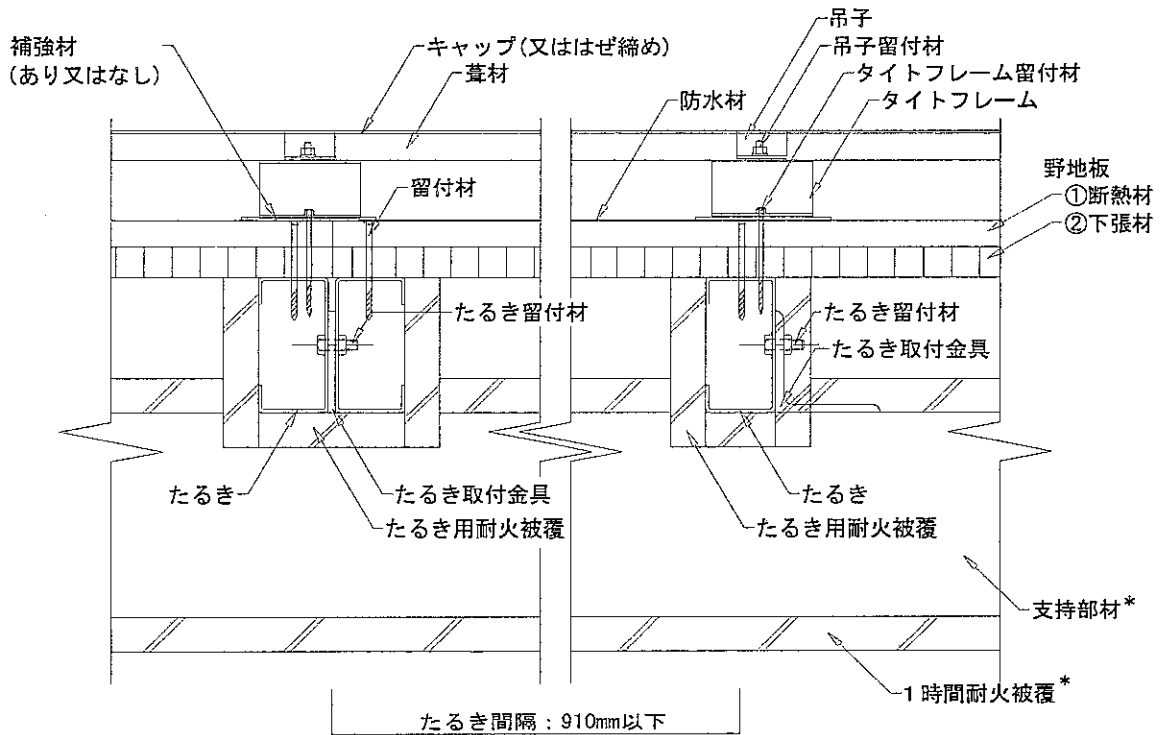 補強材
(あり又はなし)
キャップ(又ははぜ締め)
葺材
防水材
留付材
吊子
吊子留付材
タイトフレーム留付材
タイトフレーム
野地板
①断熱材
②下張材
たるき留付材
たるき留付材
たるき取付金具
たるき
たるき取付金具
たるき用耐火被覆
たるき
たるき用耐火被覆
支持部材*
1時間耐火被覆*
たるき間隔：910mm以下